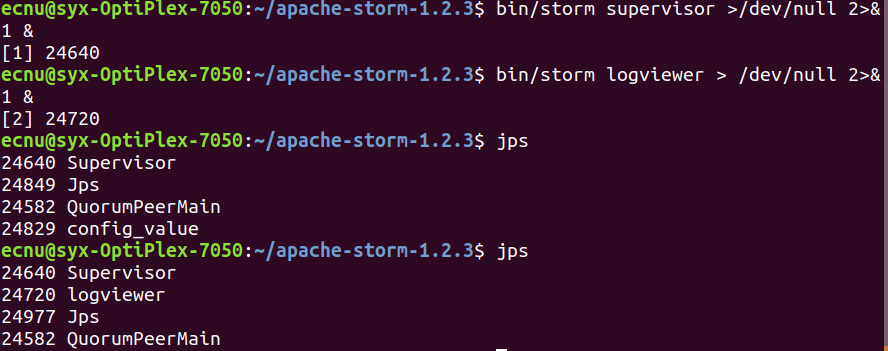 ecnu@syx-OptiPlex-7050:~/apache-storm-1.2.3$ bin/storm supervisor >/dev/null 2>&
1 &
[1] 24640
ecnu@syx-OptiPlex-7050:~/apache-storm-1.2.3$ bin/storm logviewer > /dev/null 2>&
1 &
[2] 24720
ecnu@syx-OptiPlex-7050:~/apache-storm-1.2.3$ jps
24640 Supervisor
24849 Jps
24582 QuorumPeerMain
24829 config_value
ecnu@syx-OptiPlex-7050:~/apache-storm-1.2.3$ jps
24640 Supervisor
24720 logviewer
24977 Jps
24582 QuorumPeerMain